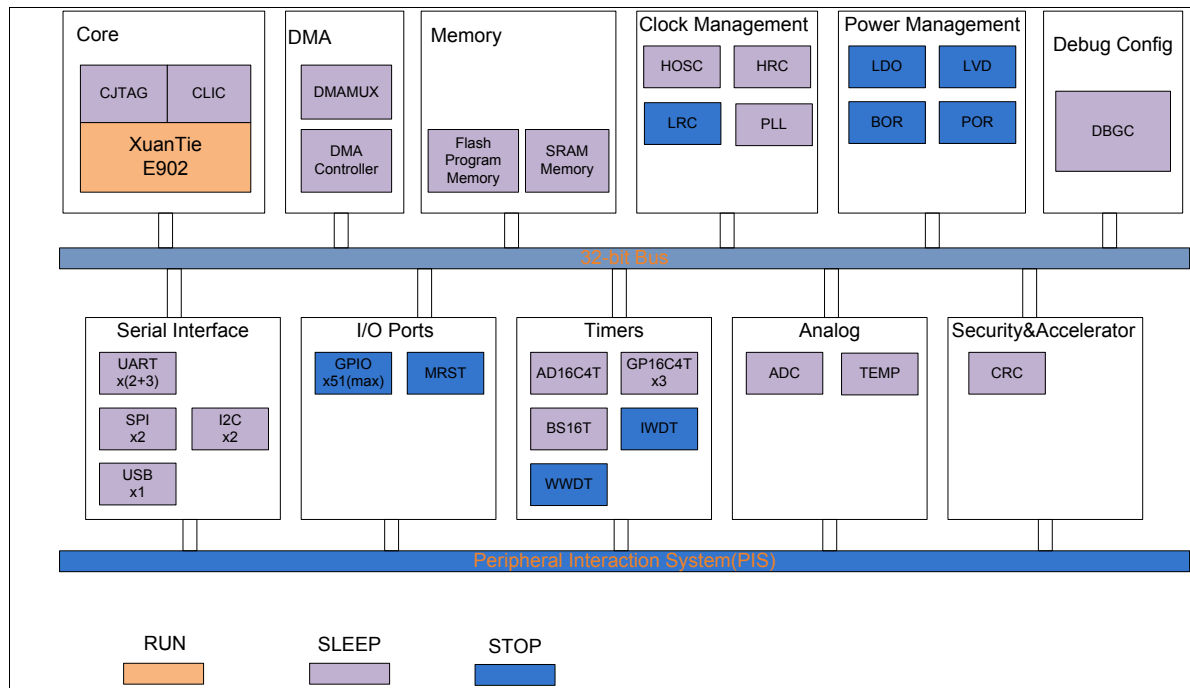 Core
DMA
Memory
Clock Management
Power Management
Debug Config
CJTAG
CLIC
XuanTie
E902
DMAMUX
DMA
Controller
Flash
Program
Memory
SRAM
Memory
HOSC
HRC
LRC
PLL
LDO
LVD
BOR
POR
DBGC
32-bit Bus
Serial Interface
I/O Ports
Timers
Analog
Security&Accelerator
UART
x(2+3)
SPI
x2
I2C
x2
USB
x1
GPIO
x51(max)
MRST
AD16C4T
GP16C4T
x3
BS16T
IWDT
WWDT
ADC
TEMP
CRC
Peripheral Interaction System(PIS)
RUN
SLEEP
STOP